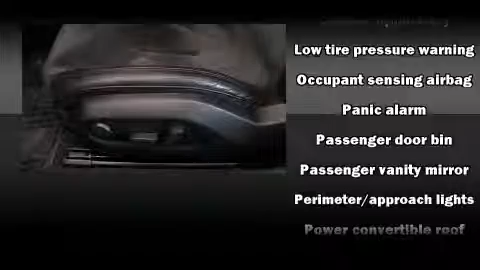 Low tire pressure warning
Occupant sensing airbag
Panic alarm
Passenger door bin
Passenger vanity mirror
Perimeter/approach lights
Power convertible roof